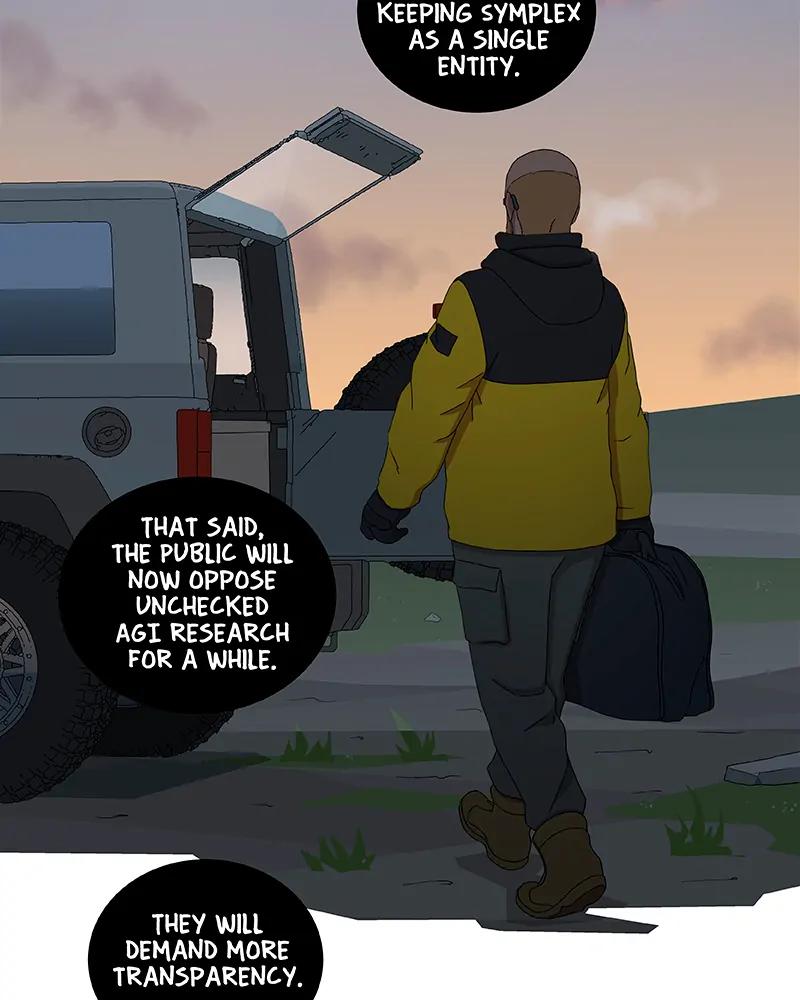 KEEPING SYMPLEX
AS A SINGLE
ENTITY.
THAT SAID,
THE PUBLIC WILL
NOW OPPOSE
UNCHECKED
AGI RESEARCH
FOR A WHILE.
THEY WILL
DEMAND MORE
TRANSPARENCY.